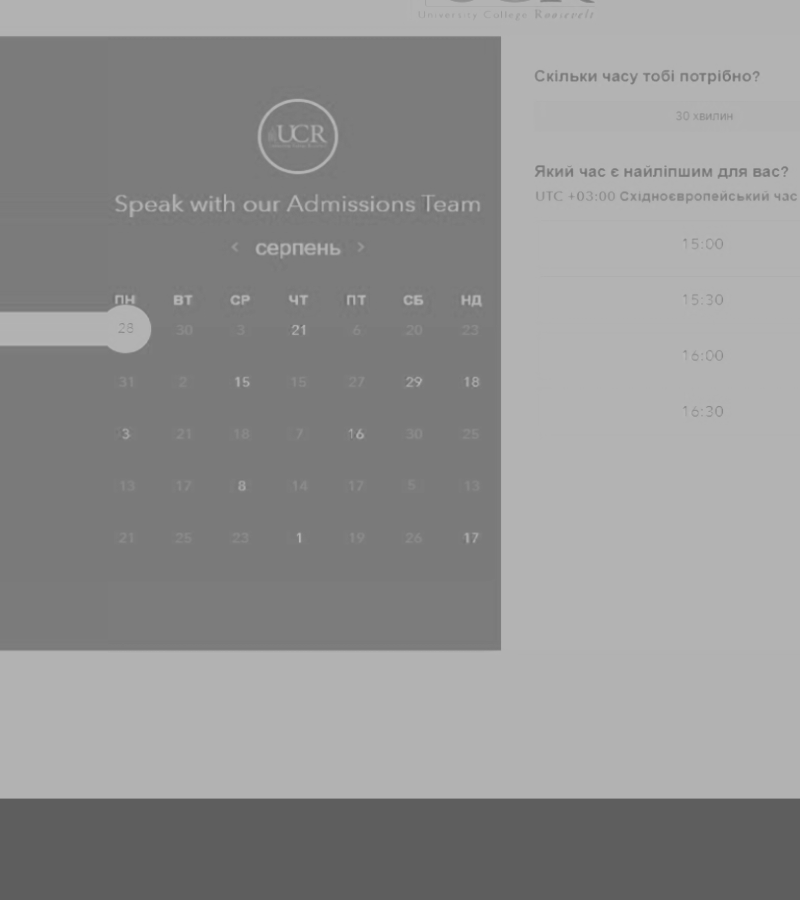 University College Roosevelt
UCR
Speak with our Admissions Team
‹ серпень ›
ПН ВТ СР ЧТ ПТ СБ НД
28 30 3 21 6 20 23
31 2 15 15 27 29 18
3 21 18 7 16 30 25
13 17 8 14 17 5 13
21 25 23 1 19 26 17
Скільки часу тобі потрібно?
30 хвилин
Який час є найліпшим для вас?
UTC +03:00 Східноєвропейський час
15:00
15:30
16:00
16:30